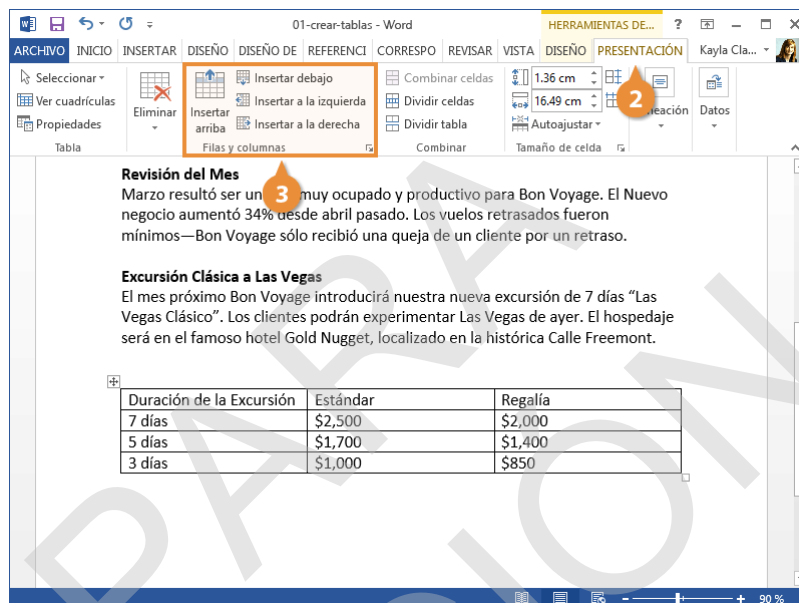 01-crear-tablas - Word
HERRAMIENTAS DE...
ARCHIVO INICIO INSERTAR DISEÑO DISEÑO DE REFERENCI CORRESPO REVISAR VISTA DISEÑO PRESENTACIÓN Kayla Cla...
Seleccionar
Ver cuadrículas
Propiedades
Tabla
Eliminar
Insertar arriba
Insertar debajo
Insertar a la izquierda
Insertar a la derecha
Filas y columnas
Combinar celdas
Dividir celdas
Dividir tabla
Combinar
1.36 cm
16.49 cm
Autoajustar
Tamaño de celda
2
Datos
3
Revisión del Mes
Marzo resultó ser un muy ocupado y productivo para Bon Voyage. El Nuevo
negocio aumentó 34% desde abril pasado. Los vuelos retrasados fueron
mínimos—Bon Voyage sólo recibió una queja de un cliente por un retraso.
Excursión Clásica a Las Vegas
El mes próximo Bon Voyage introducirá nuestra nueva excursión de 7 días “Las
Vegas Clásico”. Los clientes podrán experimentar Las Vegas de ayer. El hospedaje
será en el famoso hotel Gold Nugget, localizado en la histórica Calle Freemont.
Duración de la Excursión Estándar Regalía
7 días $2,500 $2,000
5 días $1,700 $1,400
3 días $1,000 $850
90 %
PARA